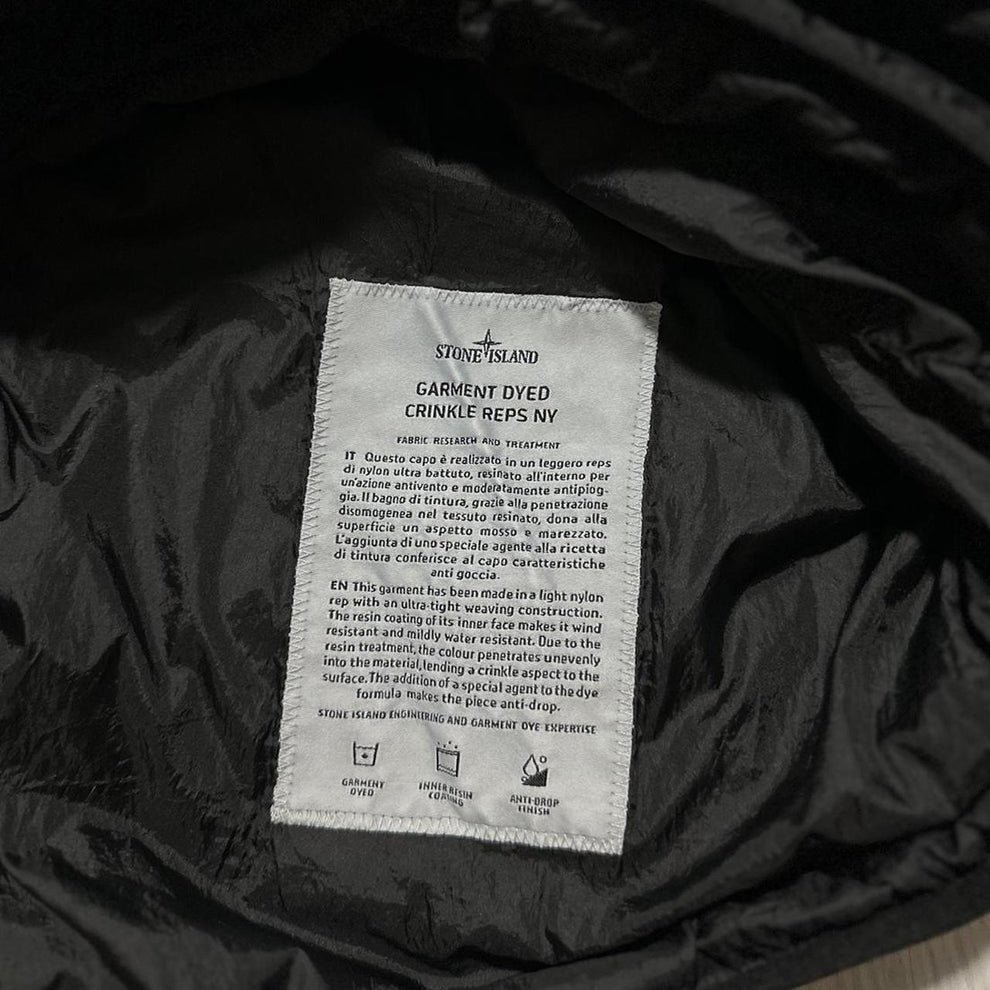 STONE ISLAND
GARMENT DYED
CRINKLE REPS NY
FABRIC RESEARCH AND TREATMENT
IT Questo capo è realizzato in un leggero reps
di nylon ultra battuto, resinato all'interno per
un'azione antivento e moderatamente antipiog-
gia. Il bagno di tintura, grazie alla penetrazione
disomogenea nel tessuto resinato, dona alla
superficie un aspetto mosso e marezzato.
L'aggiunta di uno speciale agente alla ricetta
di tintura conferisce al capo caratteristiche
anti goccia.
EN This garment has been made in a light nylon
rep with an ultra-tight weaving construction.
The resin coating of its inner face makes it wind
resistant and mildly water resistant. Due to the
resin treatment, the colour penetrates unevenly
into the material, lending a crinkle aspect to the
surface. The addition of a special agent to the dye
formula makes the piece anti-drop.
STONE ISLAND ENGINEERING AND GARMENT DYE EXPERTISE
GARMENT
DYED
INNER RESIN
COATING
ANTI-DROP
FINISH